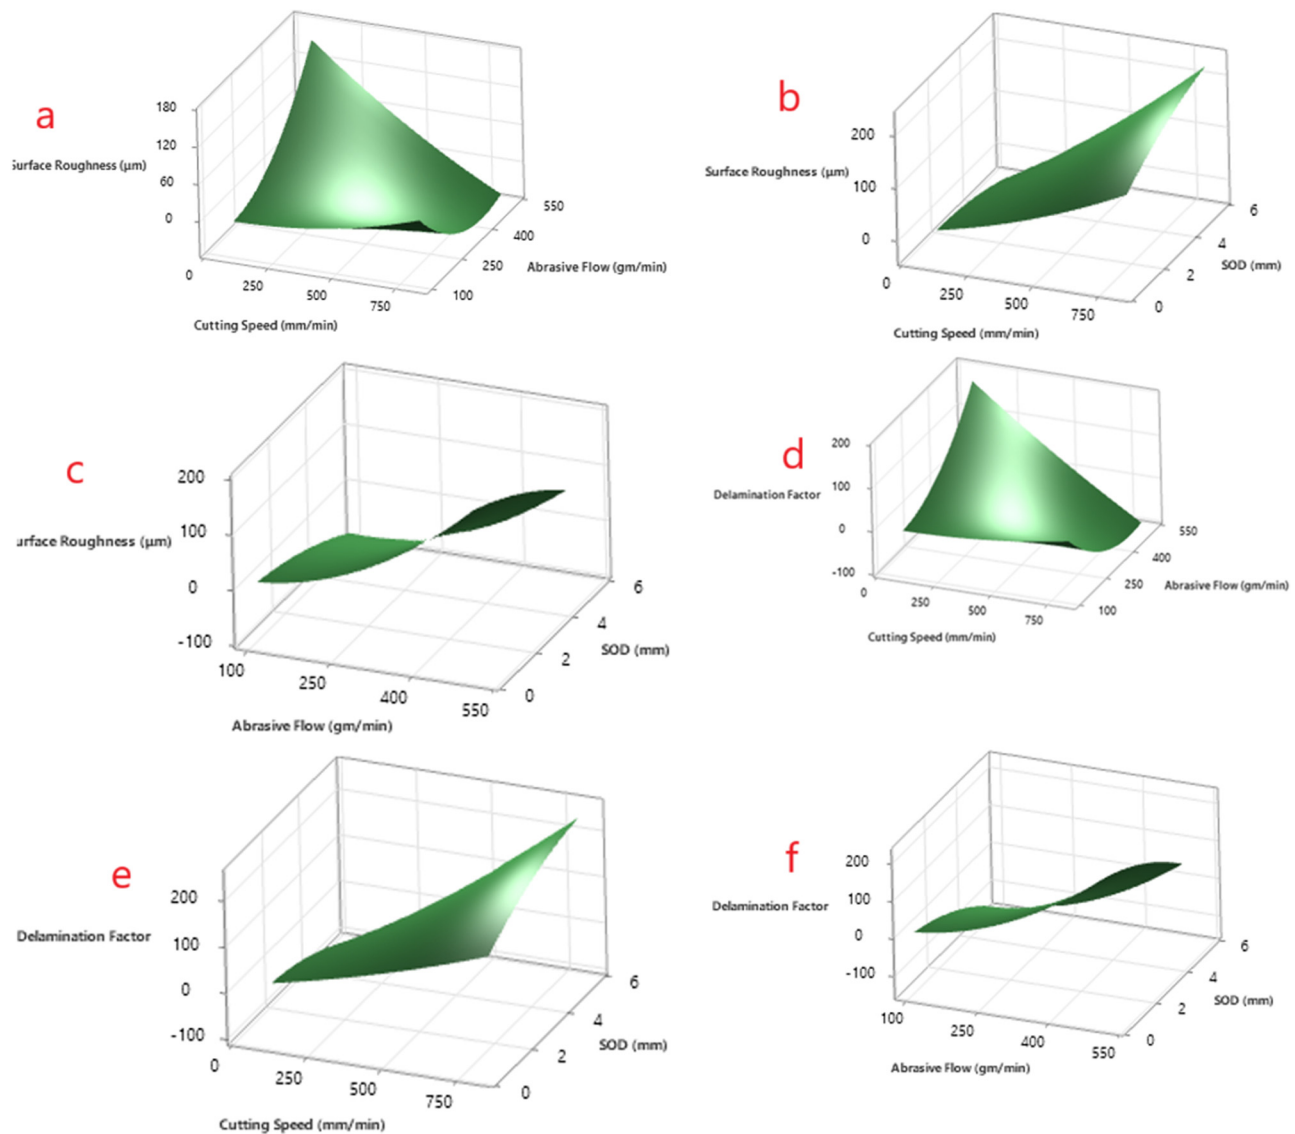 a
180
120
Surface Roughness (µm)
60
0
0
250
500
750
100
250
400
550
Abrasive Flow (gm/min)
Cutting Speed (mm/min)
b
200
Surface Roughness (µm)
100
0
0
250
500
750
0
2
4
6
SOD (mm)
Cutting Speed (mm/min)
c
200
urface Roughness (µm)
100
0
-100
100
250
400
550
0
2
4
6
SOD (mm)
Abrasive Flow (gm/min)
d
200
Delamination Factor
100
0
-100
0
250
500
750
100
250
400
550
Abrasive Flow (gm/min)
Cutting Speed (mm/min)
e
200
Delamination Factor
100
0
-100
0
250
500
750
0
2
4
6
SOD (mm)
Cutting Speed (mm/min)
f
200
Delamination Factor
100
0
-100
100
250
400
550
0
2
4
6
SOD (mm)
Abrasive Flow (gm/min)